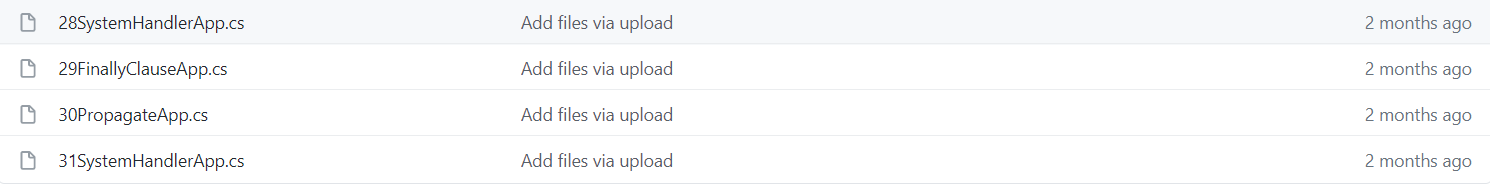 28SystemHandlerApp.cs Add files via upload 2 months ago
29FinallyClauseApp.cs Add files via upload 2 months ago
30PropagateApp.cs Add files via upload 2 months ago
31SystemHandlerApp.cs Add files via upload 2 months ago